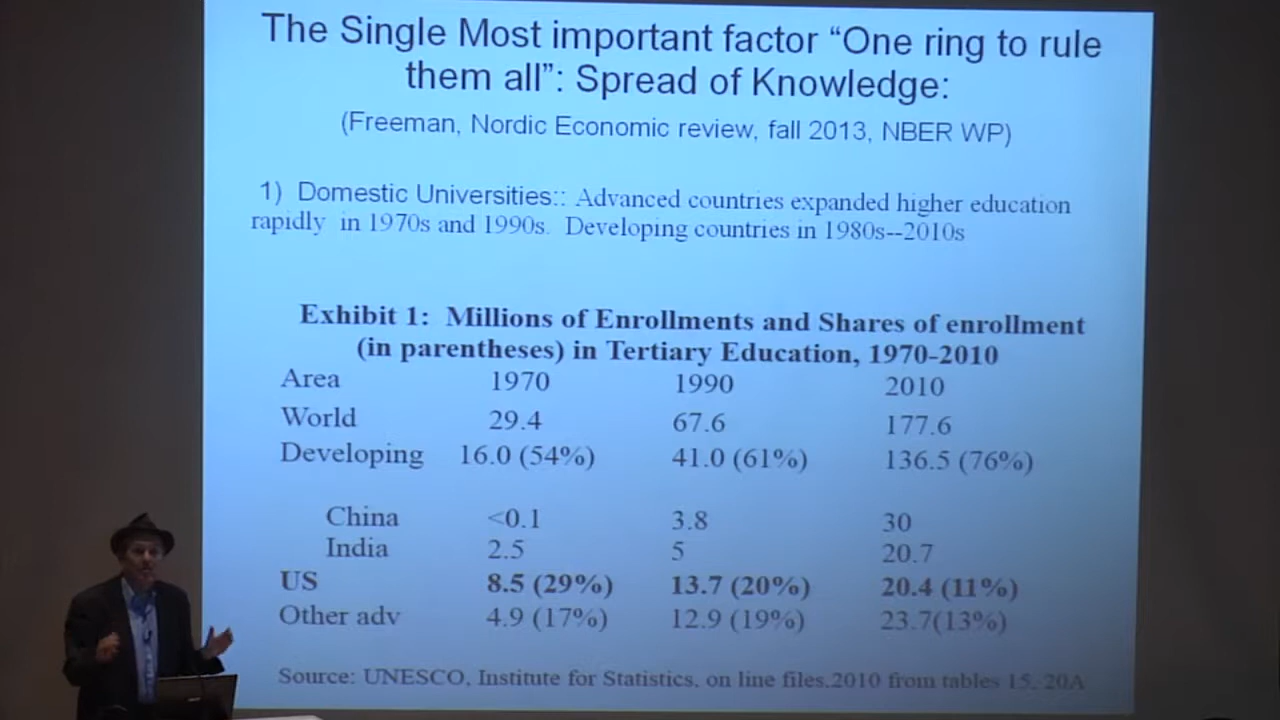 The Single Most important factor “One ring to rule
them all”: Spread of Knowledge:
(Freeman, Nordic Economic review, fall 2013, NBER WP)
1) Domestic Universities:: Advanced countries expanded higher education
rapidly in 1970s and 1990s. Developing countries in 1980s--2010s
Exhibit 1: Millions of Enrollments and Shares of enrollment
(in parentheses) in Tertiary Education, 1970-2010
Area 1970 1990 2010
World 29.4 67.6 177.6
Developing 16.0 (54%) 41.0 (61%) 136.5 (76%)
China <0.1 3.8 30
India 2.5 5 20.7
US 8.5 (29%) 13.7 (20%) 20.4 (11%)
Other adv 4.9 (17%) 12.9 (19%) 23.7(13%)
Source: UNESCO, Institute for Statistics, on line files.2010 from tables 15, 20A